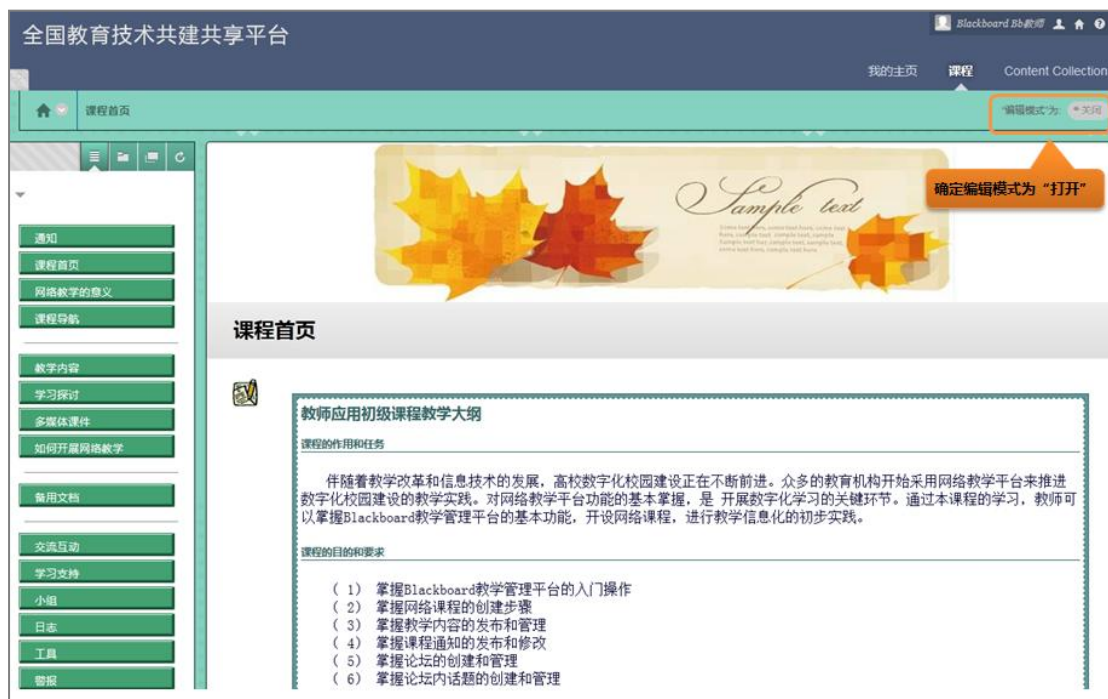 全国教育技术共建共享平台
Blackboard Bb教师
我的主页 课程 Content Collection
课程首页
"编辑模式"为: 关闭
确定编辑模式为“打开”
Sample text
通知
课程首页
网络教学的意义
课程导航
教学内容
学习探讨
多媒体课件
如何开展网络教学
备用文档
交流互动
学习支持
小组
日志
工具
警报
课程首页
教师应用初级课程教学大纲
课程的作用和任务
伴随着教学改革和信息技术的发展，高校数字化校园建设正在不断前进。众多的教育机构开始采用网络教学平台来推进
数字化校园建设的教学实践。对网络教学平台功能的基本掌握，是 开展数字化学习的关键环节。通过本课程的学习，教师可
以掌握Blackboard教学管理平台的基本功能，开设网络课程，进行教学信息化的初步实践。
课程的目的和要求
（ 1） 掌握Blackboard教学管理平台的入门操作
（ 2） 掌握网络课程的创建步骤
（ 3） 掌握教学内容的发布和管理
（ 4） 掌握课程通知的发布和修改
（ 5） 掌握论坛的创建和管理
（ 6） 掌握论坛内话题的创建和管理